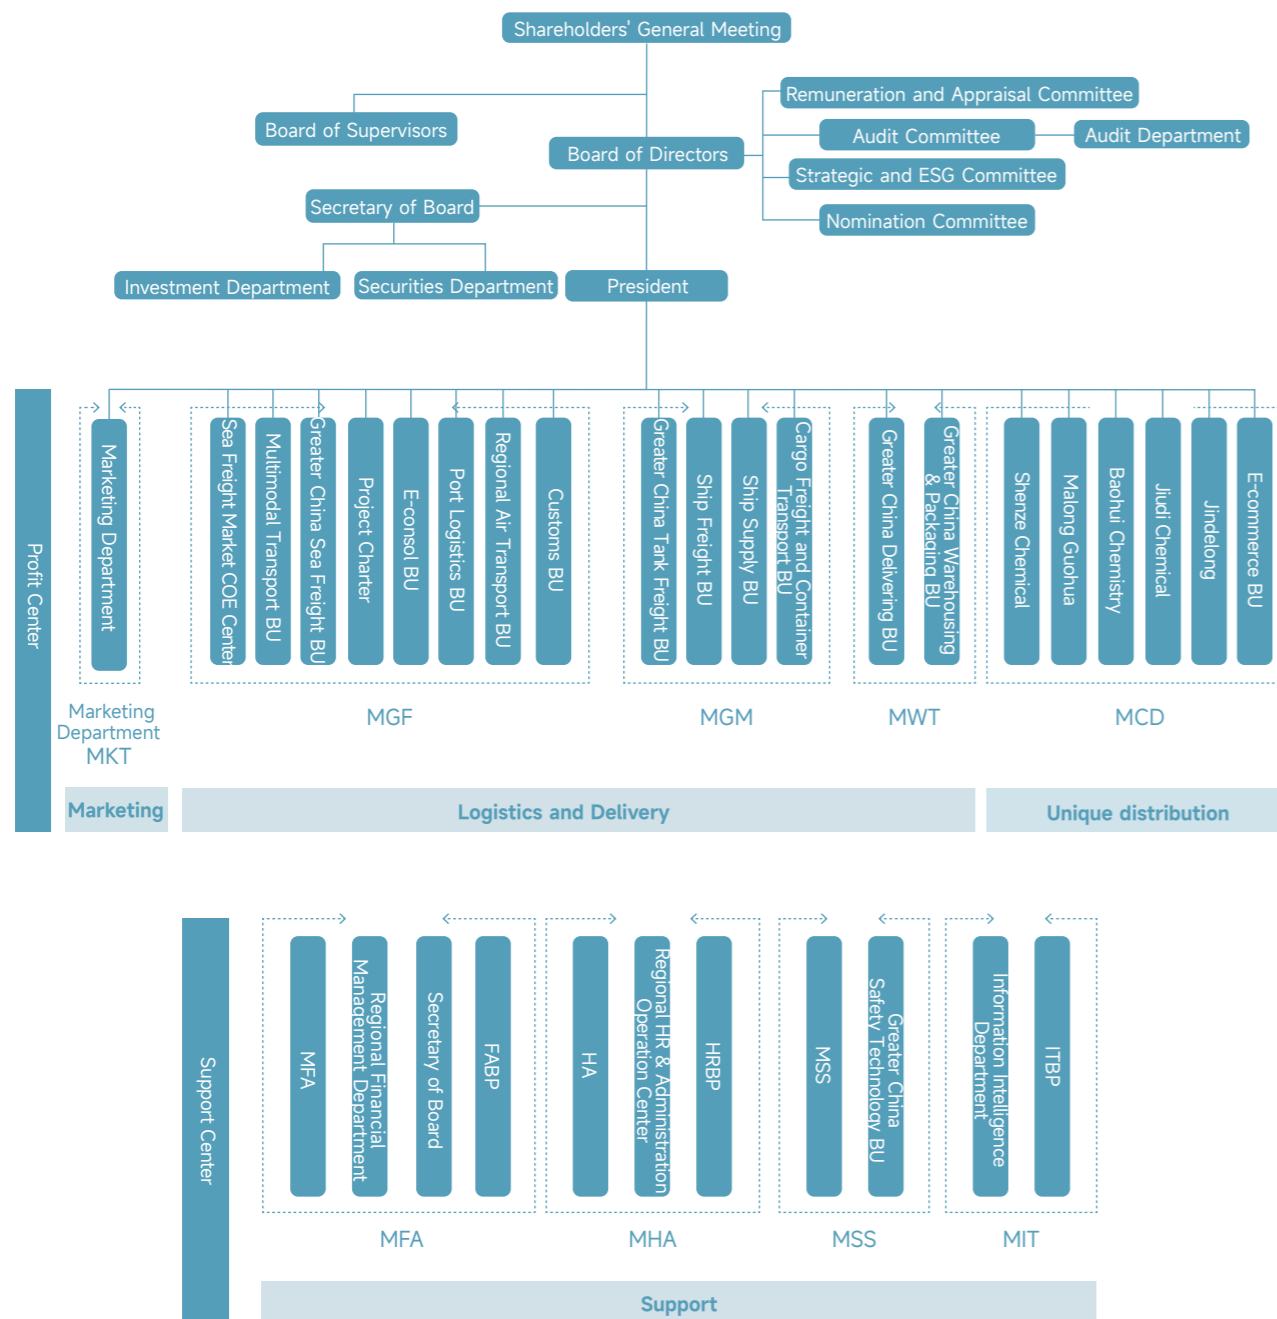 Shareholders' General Meeting
Remuneration and Appraisal Committee
Board of Supervisors
Audit Committee
Audit Department
Board of Directors
Strategic and ESG Committee
Secretary of Board
Nomination Committee
Investment Department
Securities Department
President
Profit Center
Marketing Department
Sea Freight Market COE Center
Multimodal Transport BU
Greater China Sea Freight BU
Project Charter
E-consol BU
Port Logistics BU
Regional Air Transport BU
Customs BU
Greater China Tank Freight BU
Ship Freight BU
Ship Supply BU
Cargo Freight and Container
Transport BU
Greater China Delivering BU
Greater China Warehousing
& Packaging BU
Shenze Chemical
Malong Guohua
Baohui Chemistry
Jiudi Chemical
Jindelong
E-commerce BU
Marketing
Department
MKT
MGF
MGM
MWT
MCD
Marketing
Logistics and Delivery
Unique distribution
Support Center
MFA
Regional Financial
Management Department
Secretary of Board
FABP
HA
Regional HR & Administration
Operation Center
HRBP
MSS
Greater China
Safety Technology BU
Information Intelligence
Department
ITBP
MFA
MHA
MSS
MIT
Support